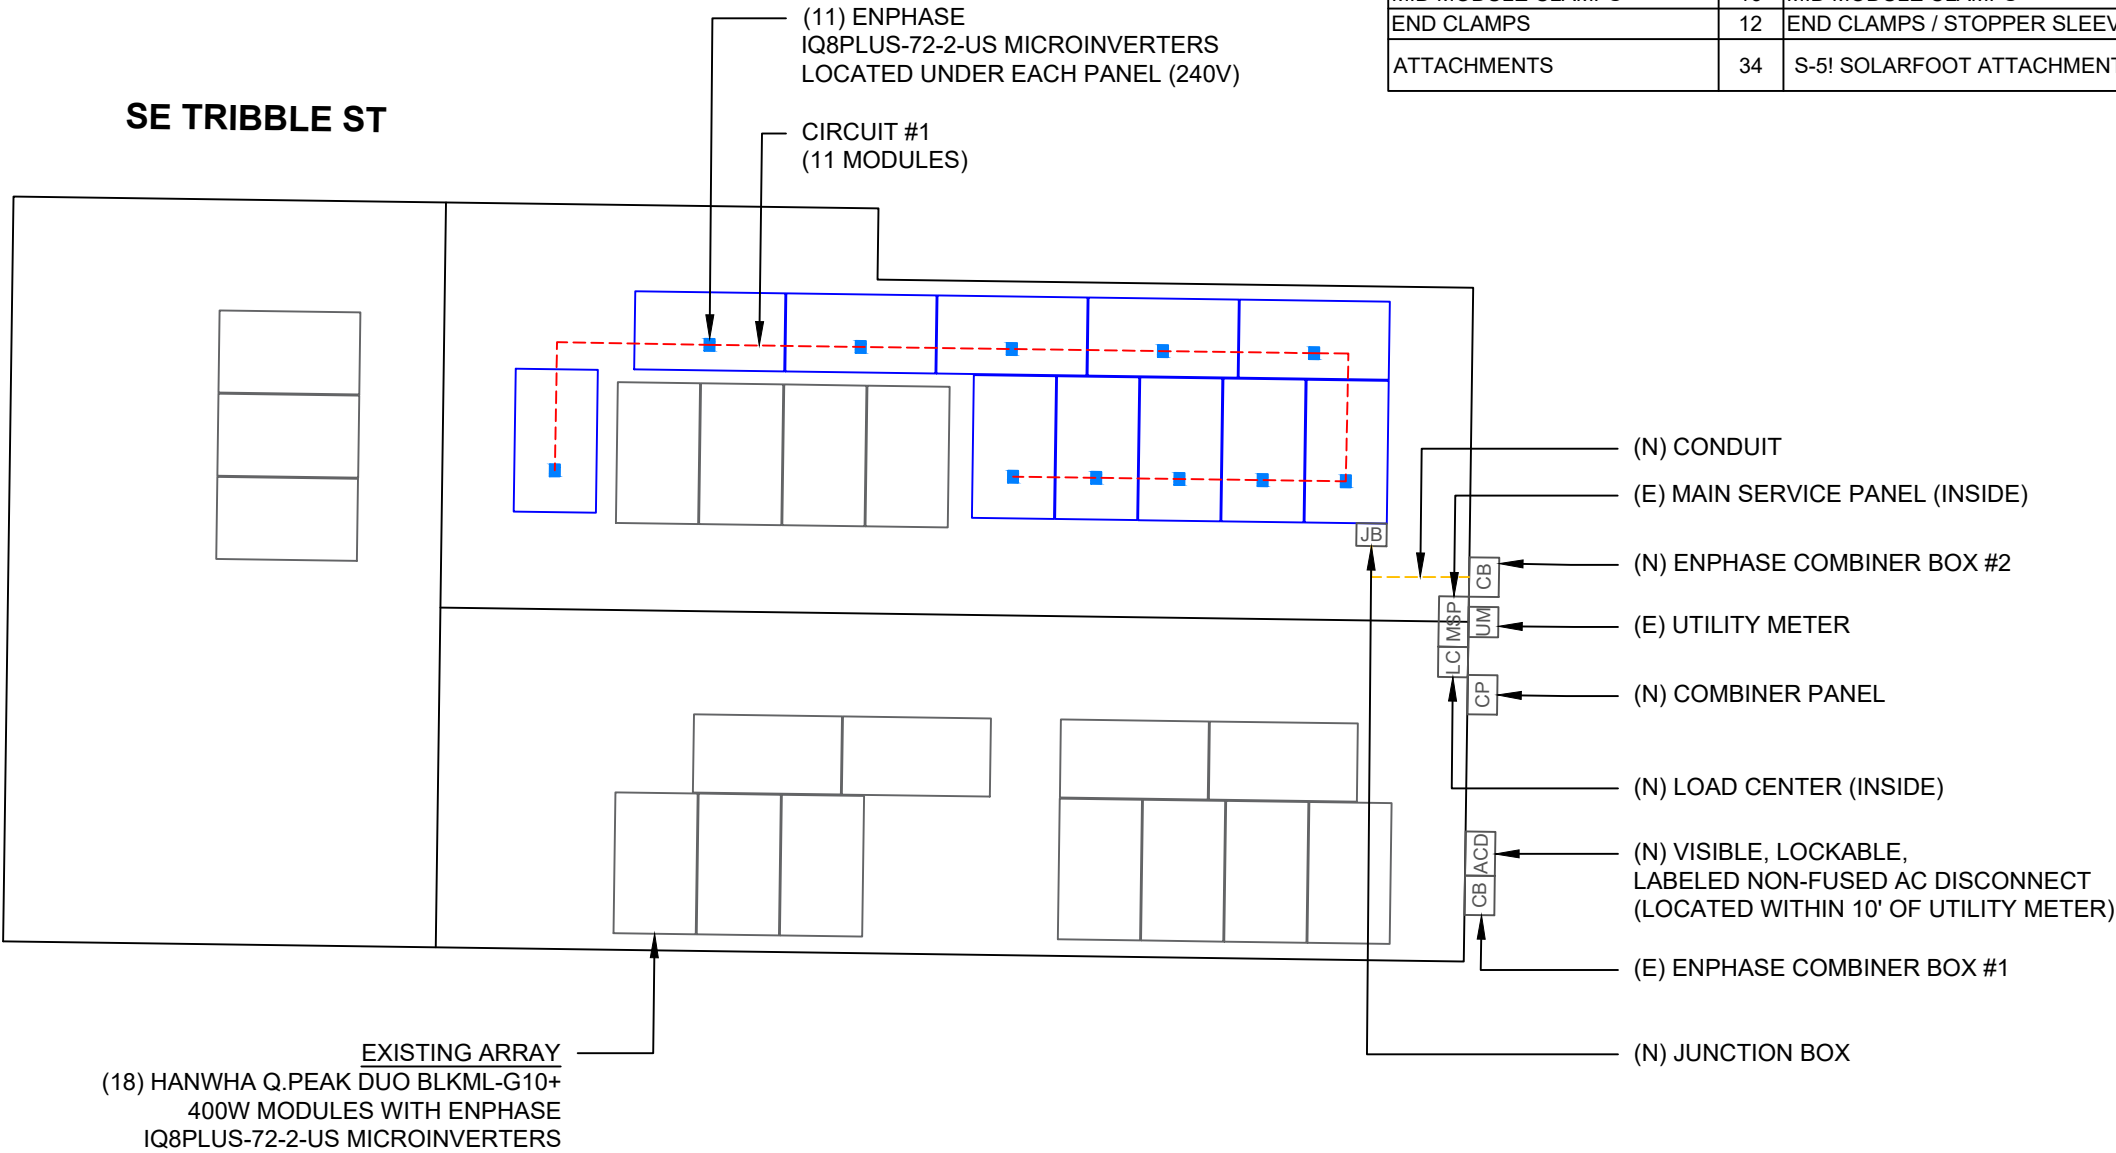 (11) ENPHASE
IQ8PLUS-72-2-US MICROINVERTERS
LOCATED UNDER EACH PANEL (240V)
END CLAMPS 12 END CLAMPS / STOPPER SLEEV
ATTACHMENTS 34 S-5! SOLARFOOT ATTACHMENT
SE TRIBBLE ST
CIRCUIT #1
(11 MODULES)
(N) CONDUIT
(E) MAIN SERVICE PANEL (INSIDE)
JB
CB
(N) ENPHASE COMBINER BOX #2
MSP
UM
(E) UTILITY METER
LC
CP
(N) COMBINER PANEL
(N) LOAD CENTER (INSIDE)
ACD
(N) VISIBLE, LOCKABLE,
LABELED NON-FUSED AC DISCONNECT
(LOCATED WITHIN 10' OF UTILITY METER)
CB
(E) ENPHASE COMBINER BOX #1
(N) JUNCTION BOX
EXISTING ARRAY
(18) HANWHA Q.PEAK DUO BLKML-G10+
400W MODULES WITH ENPHASE
IQ8PLUS-72-2-US MICROINVERTERS